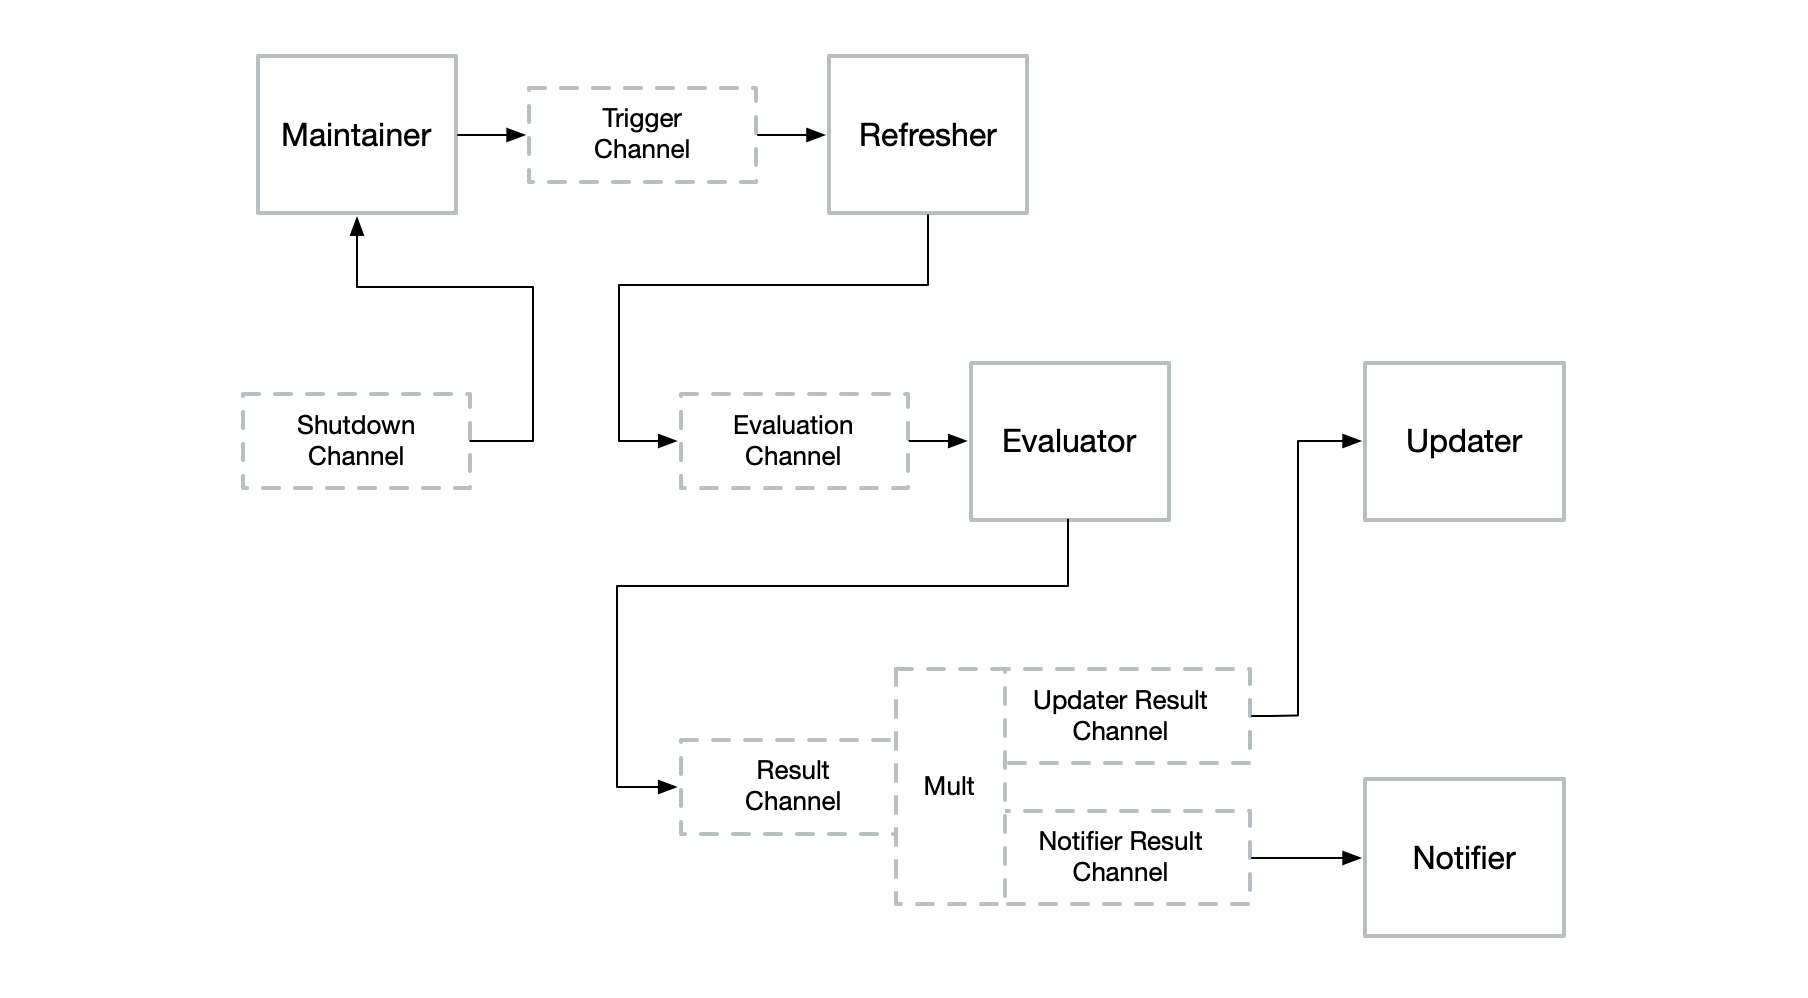 Maintainer
Trigger
Channel
Refresher
Shutdown
Channel
Evaluation
Channel
Evaluator
Updater
Result
Channel
Mult
Updater Result
Channel
Notifier Result
Channel
Notifier